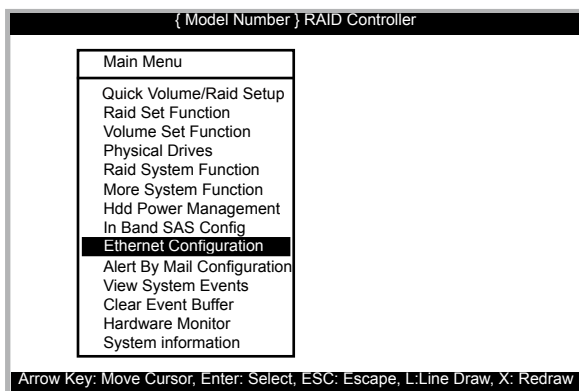 { Model Number } RAID Controller
Main Menu
Quick Volume/Raid Setup
Raid Set Function
Volume Set Function
Physical Drives
Raid System Function
More System Function
Hdd Power Management
In Band SAS Config
Ethernet Configuration
Alert By Mail Configuration
View System Events
Clear Event Buffer
Hardware Monitor
System information
Arrow Key: Move Cursor, Enter: Select, ESC: Escape, L:Line Draw, X: Redraw